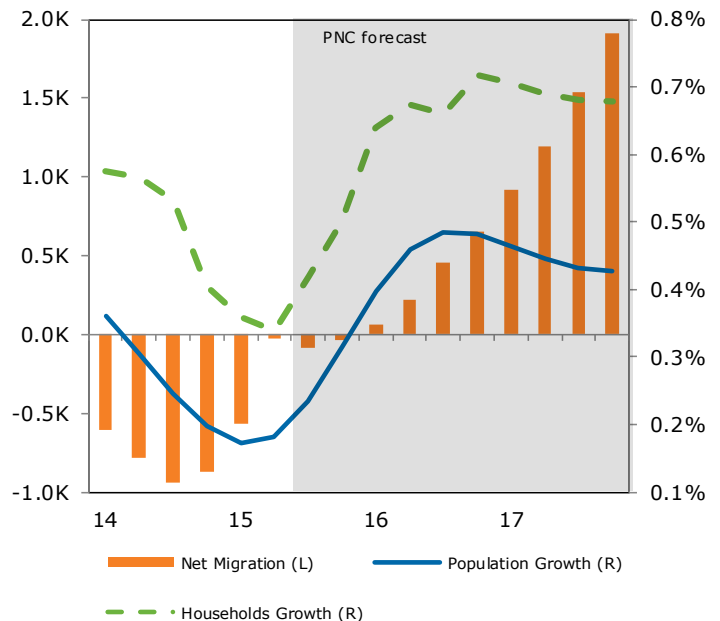 2.0K
1.5K
1.0K
0.5K
0.0K
-0.5K
-1.0K
PNC forecast
0.8%
0.7%
0.6%
0.5%
0.4%
0.3%
0.2%
0.1%
14 15 16 17
Net Migration (L) Population Growth (R)
Households Growth (R)